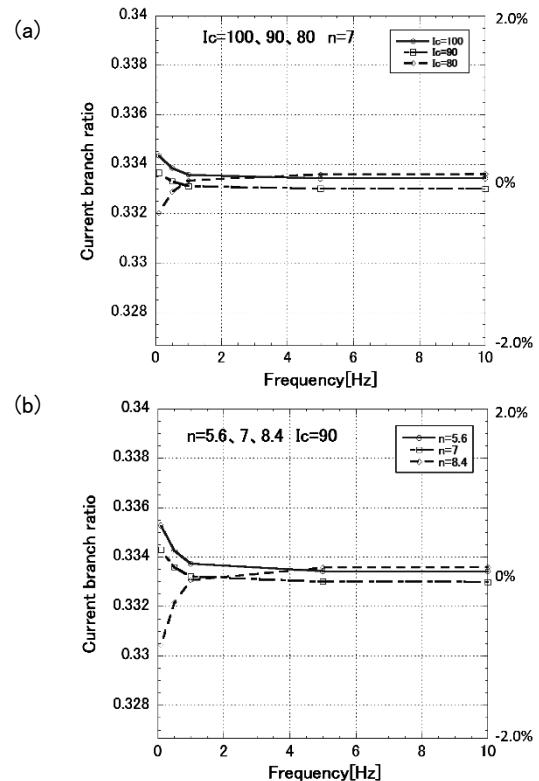 (a)
Ic=100、90、80 n=7
Ic=100
Ic=90
Ic=80
0.34
0.338
0.336
0.334
0.332
0.33
0.328
2.0%
0%
-2.0%
Current branch ratio
0 2 4 6 8 10
Frequency[Hz]
(b)
n=5.6、7、8.4 Ic=90
n=5.6
n=7
n=8.4
0.34
0.338
0.335
0.334
0.333
0.33
0.328
2.0%
0%
-2.0%
Current branch ratio
0 2 4 6 8 10
Frequency[Hz]